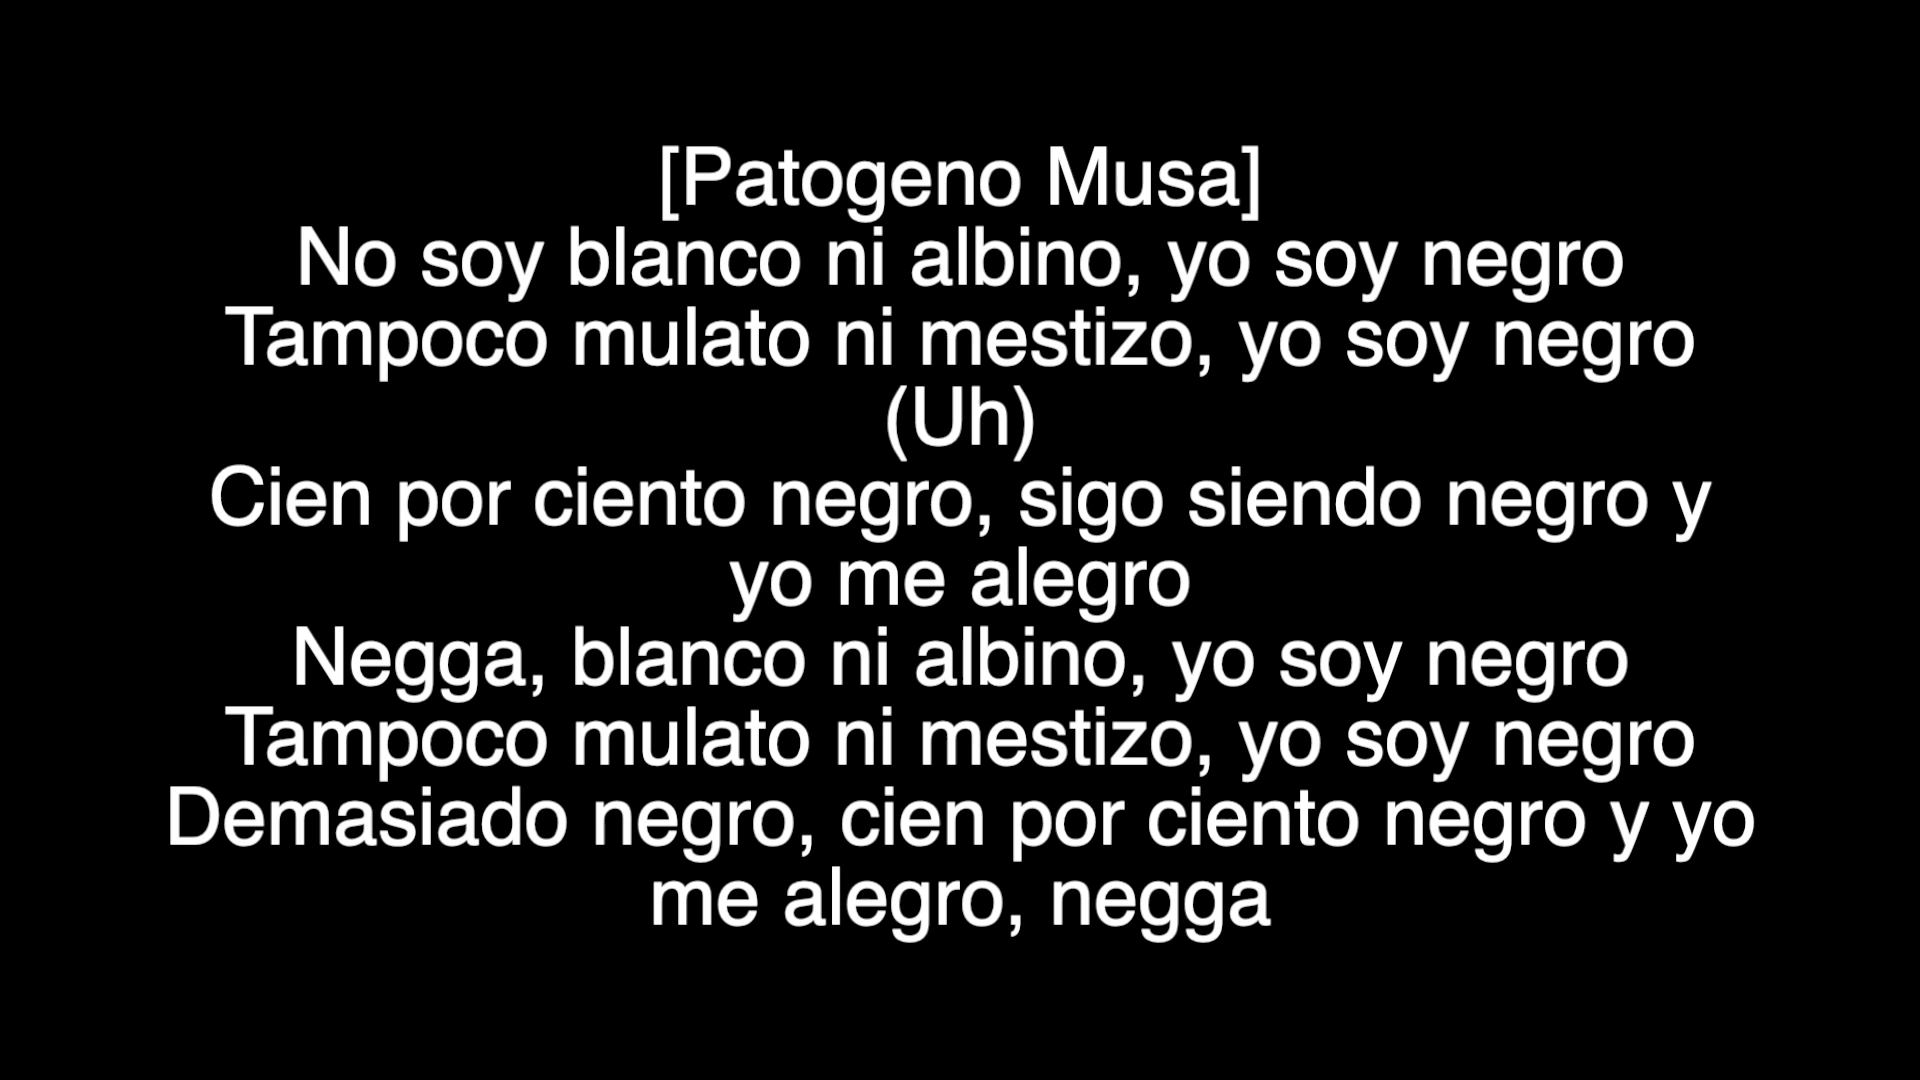 [Patogeno Musa]
No soy blanco ni albino, yo soy negro
Tampoco mulato ni mestizo, yo soy negro
(Uh)
Cien por ciento negro, sigo siendo negro y
yo me alegro
Negga, blanco ni albino, yo soy negro
Tampoco mulato ni mestizo, yo soy negro
Demasiado negro, cien por ciento negro y yo
me alegro, negga